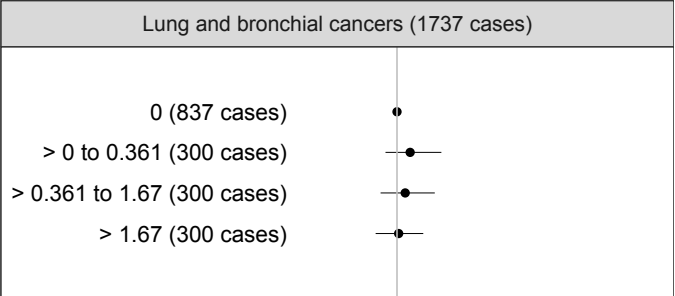 Lung and bronchial cancers (1737 cases)
0 (837 cases)
> 0 to 0.361 (300 cases)
> 0.361 to 1.67 (300 cases)
> 1.67 (300 cases)